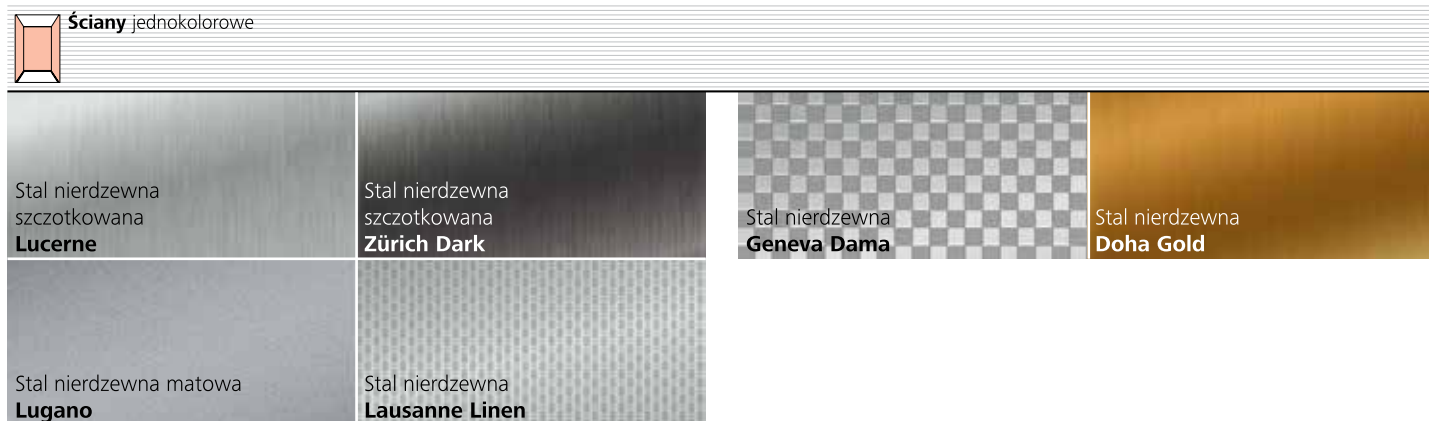 Ściany jednokolorowe
Stal nierdzewna
szczotkowana
Lucerne
Stal nierdzewna
szczotkowana
Zürich Dark
Stal nierdzewna
Geneva Dama
Stal nierdzewna
Doha Gold
Stal nierdzewna matowa
Lugano
Stal nierdzewna
Lausanne Linen